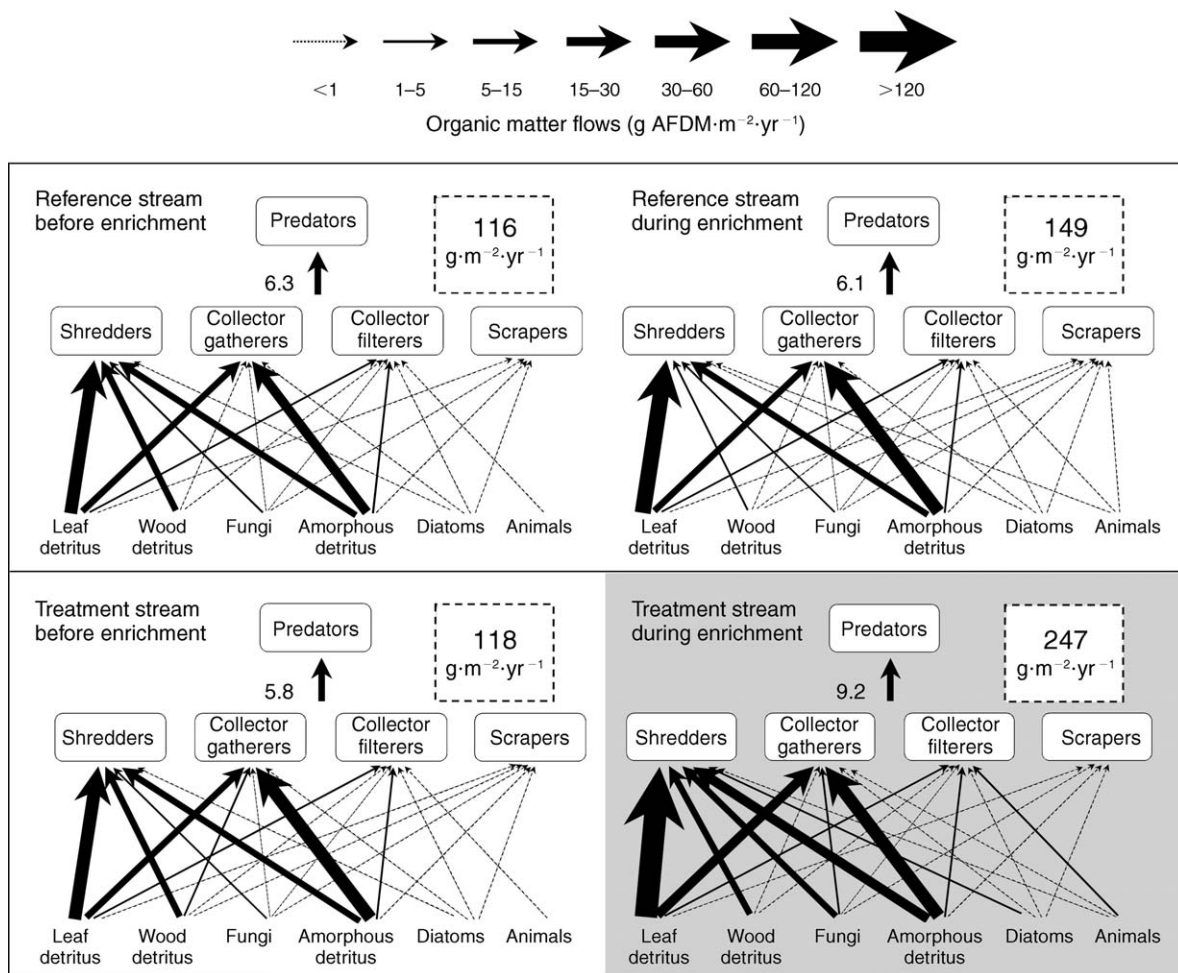 <1 1–5 5–15 15–30 30–60 60–120 >120
Organic matter flows (g AFDM·m⁻²·yr⁻¹)
Reference stream
before enrichment
Predators
116
g·m⁻²·yr⁻¹
6.3
Shredders
Collector
gatherers
Collector
filterers
Scrapers
Leaf
detritus
Wood
detritus
Fungi
Amorphous
detritus
Diatoms
Animals
Reference stream
during enrichment
Predators
149
g·m⁻²·yr⁻¹
6.1
Shredders
Collector
gatherers
Collector
filterers
Scrapers
Leaf
detritus
Wood
detritus
Fungi
Amorphous
detritus
Diatoms
Animals
Treatment stream
before enrichment
Predators
118
g·m⁻²·yr⁻¹
5.8
Shredders
Collector
gatherers
Collector
filterers
Scrapers
Leaf
detritus
Wood
detritus
Fungi
Amorphous
detritus
Diatoms
Animals
Treatment stream
during enrichment
Predators
247
g·m⁻²·yr⁻¹
9.2
Shredders
Collector
gatherers
Collector
filterers
Scrapers
Leaf
detritus
Wood
detritus
Fungi
Amorphous
detritus
Diatoms
Animals